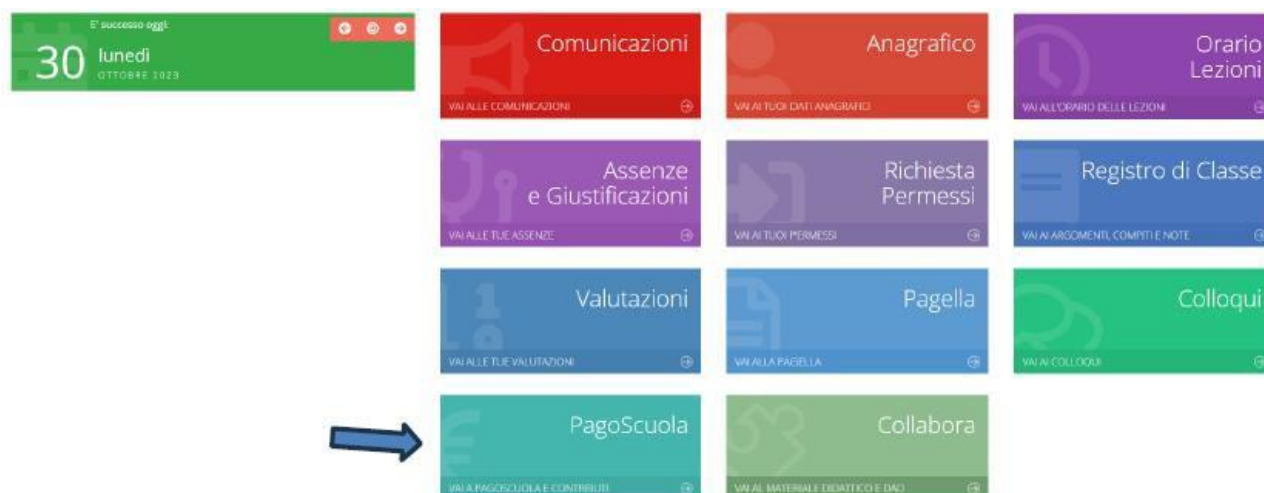 E' successo oggi:
30
lunedì
OTTOBRE 2023
Comunicazioni
VAI ALLE COMUNICAZIONI
Anagrafico
VAI AI TUOI DATI ANAGRAFICI
Orario
Lezioni
VAI ALL'ORARIO DELLE LEZIONI
Assenze
e Giustificazioni
VAI ALLE TUE ASSENZE
Richiesta
Permessi
VAI AI TUOI PERMESSI
Registro di Classe
VAI AI ARGOMENTI, COMPITI E NOTE
Valutazioni
VAI ALLE TUE VALUTAZIONI
Pagella
VAI ALLA PAGELLA
Colloqui
VAI AI COLLOQUI
PagoScuola
VAI A PAGOSCUOLA E CONTRIBUTI
Collabora
VAI AL MATERIALE DIDATTICO E DAD